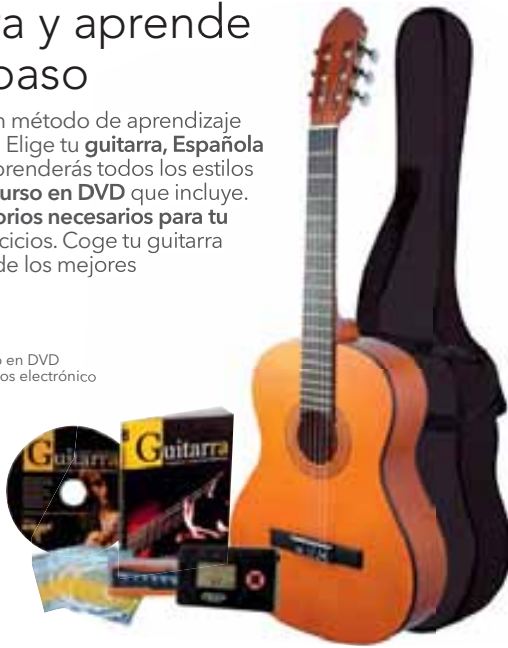 a y aprende
paso
n método de aprendizaje
Elige tu guitarra, Española
prenderás todos los estilos
urso en DVD que incluye.
orios necesarios para tu
cicios. Coge tu guitarra
de los mejores
o en DVD
os electrónico
Guitarra
Guitarra